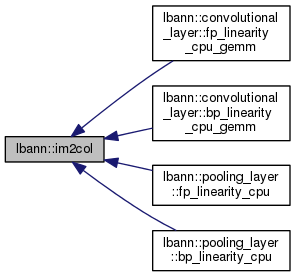 lbann::convolutional
_layer::fp_linearity
_cpu_gemm
lbann::convolutional
_layer::bp_linearity
_cpu_gemm
lbann::im2col
lbann::pooling_layer
::fp_linearity_cpu
lbann::pooling_layer
::bp_linearity_cpu